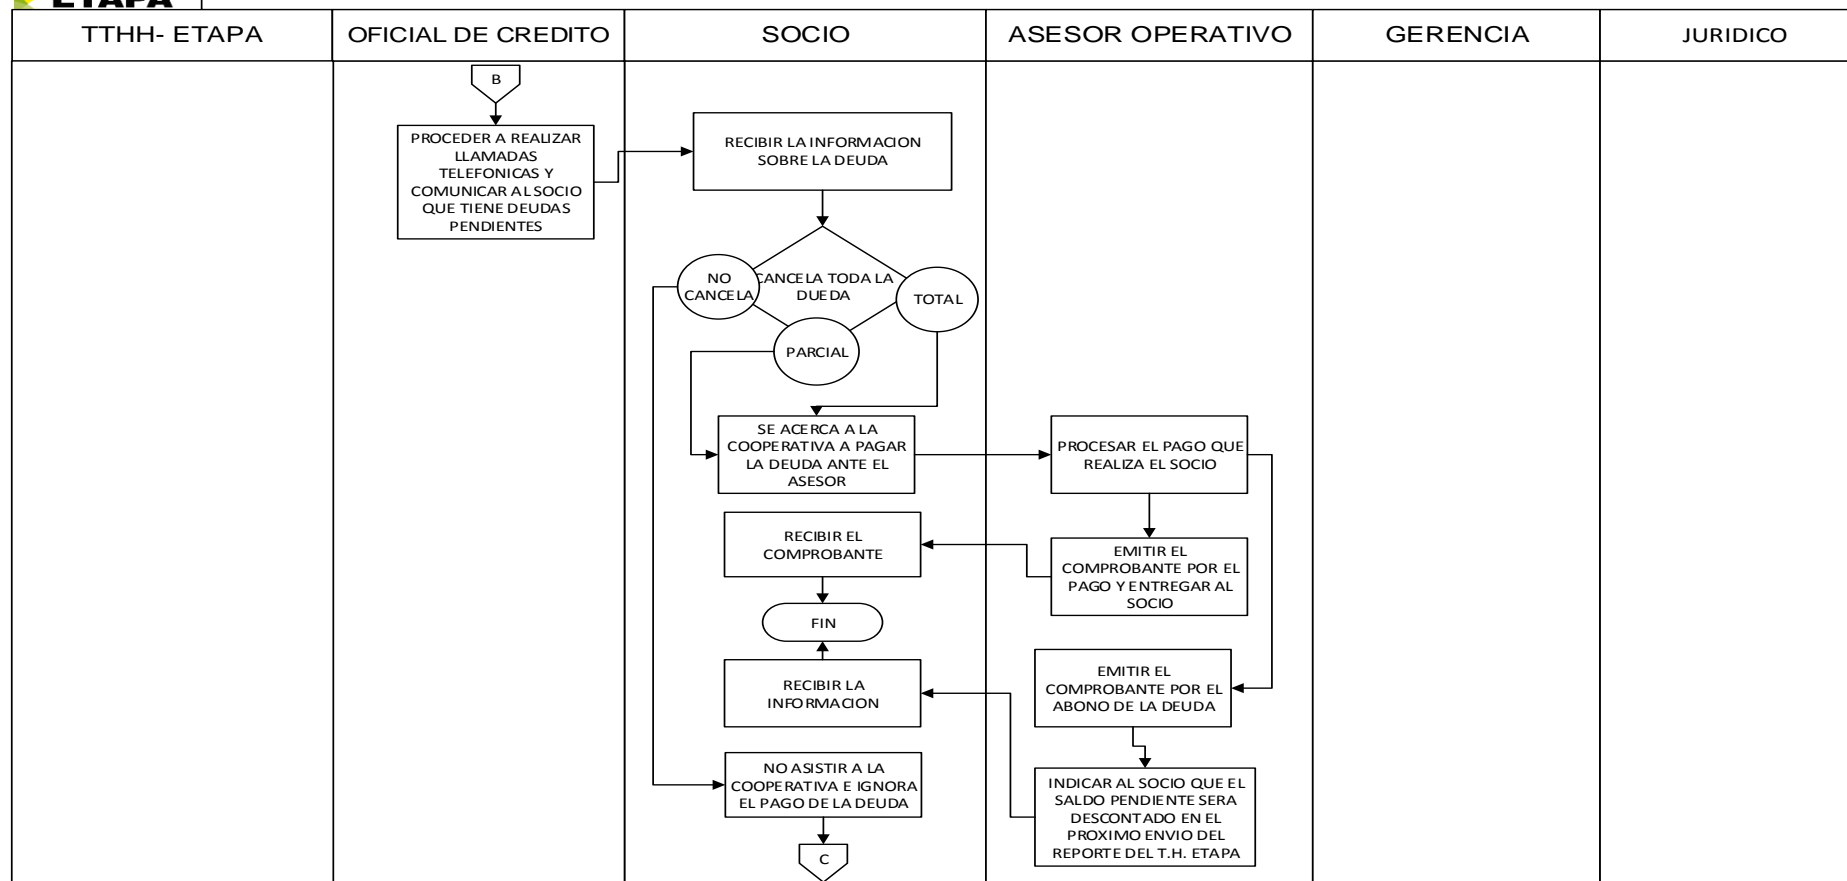 ETAPA
TTHH- ETAPA
OFICIAL DE CREDITO
SOCIO
ASESOR OPERATIVO
GERENCIA
JURIDICO
B
PROCEDER A REALIZAR
LLAMADAS
TELEFONICAS Y
COMUNICAR AL SOCIO
QUE TIENE DEUDAS
PENDIENTES
RECIBIR LA INFORMACION
SOBRE LA DEUDA
CANCELA TODA LA
DUEDA
NO
CANCELA
TOTAL
PARCIAL
SE ACERCA A LA
COOPERATIVA A PAGAR
LA DEUDA ANTE EL
ASESOR
PROCESAR EL PAGO QUE
REALIZA EL SOCIO
RECIBIR EL
COMPROBANTE
EMITIR EL
COMPROBANTE POR EL
PAGO Y ENTREGAR AL
SOCIO
FIN
RECIBIR LA
INFORMACION
EMITIR EL
COMPROBANTE POR EL
ABONO DE LA DEUDA
NO ASISTIR A LA
COOPERATIVA E IGNORA
EL PAGO DE LA DEUDA
INDICAR AL SOCIO QUE EL
SALDO PENDIENTE SERA
DESCONTADO EN EL
PROXIMO ENVIO DEL
REPORTE DEL T.H. ETAPA
C